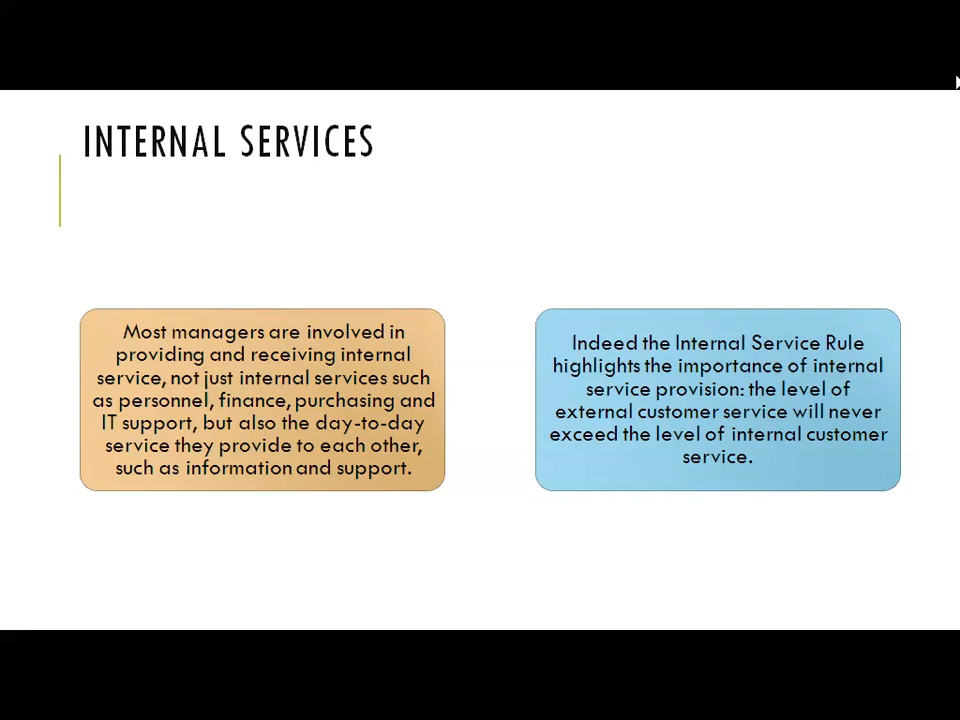 INTERNAL SERVICES
Most managers are involved in
providing and receiving internal
service, not just internal services such
as personnel, finance, purchasing and
IT support, but also the day-to-day
service they provide to each other,
such as information and support.
Indeed the Internal Service Rule
highlights the importance of internal
service provision: the level of
external customer service will never
exceed the level of internal customer
service.